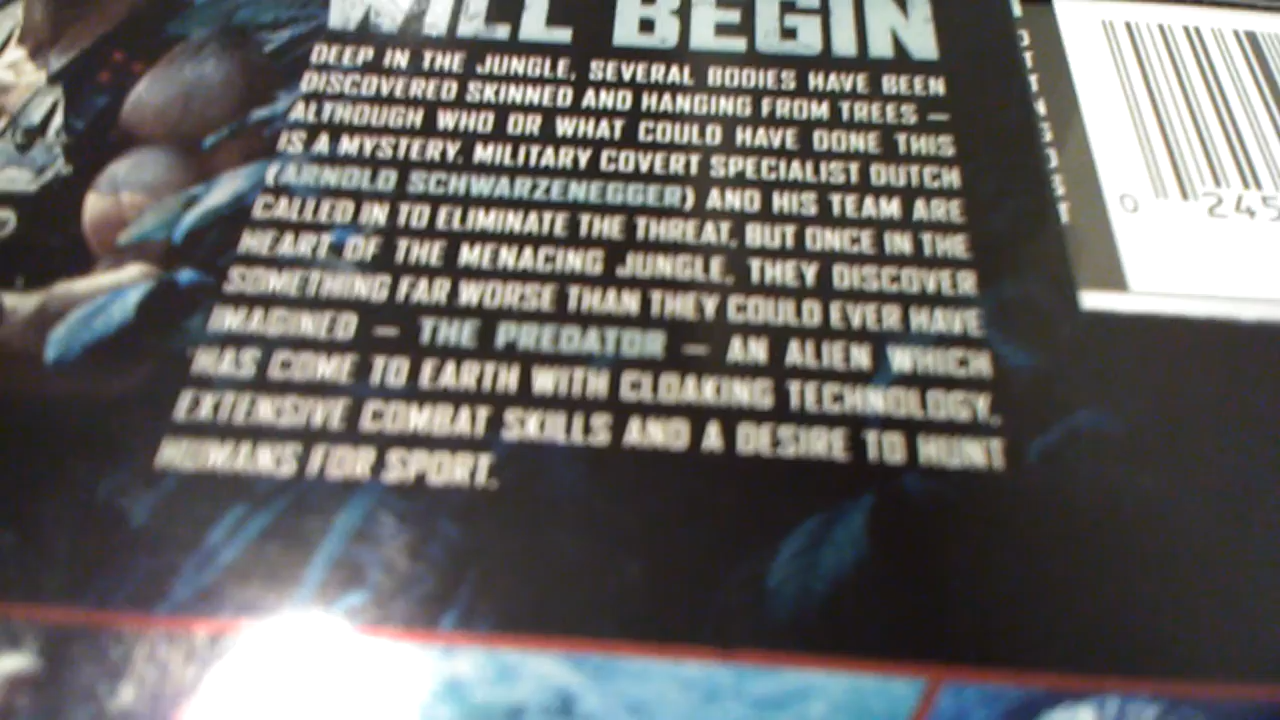 WILL BEGIN
DEEP IN THE JUNGLE, SEVERAL BODIES HAVE BEEN
DISCOVERED SKINNED AND HANGING FROM TREES —
ALTHOUGH WHO OR WHAT COULD HAVE DONE THIS
IS A MYSTERY. MILITARY COVERT SPECIALIST DUTCH
(ARNOLD SCHWARZENEGGER) AND HIS TEAM ARE
CALLED IN TO ELIMINATE THE THREAT. BUT ONCE IN THE
HEART OF THE MENACING JUNGLE, THEY DISCOVER
SOMETHING FAR WORSE THAN THEY COULD EVER HAVE
IMAGINED — THE PREDATOR — AN ALIEN WHICH
HAS COME TO EARTH WITH CLOAKING TECHNOLOGY,
EXTENSIVE COMBAT SKILLS AND A DESIRE TO HUNT
HUMANS FOR SPORT.
0 245